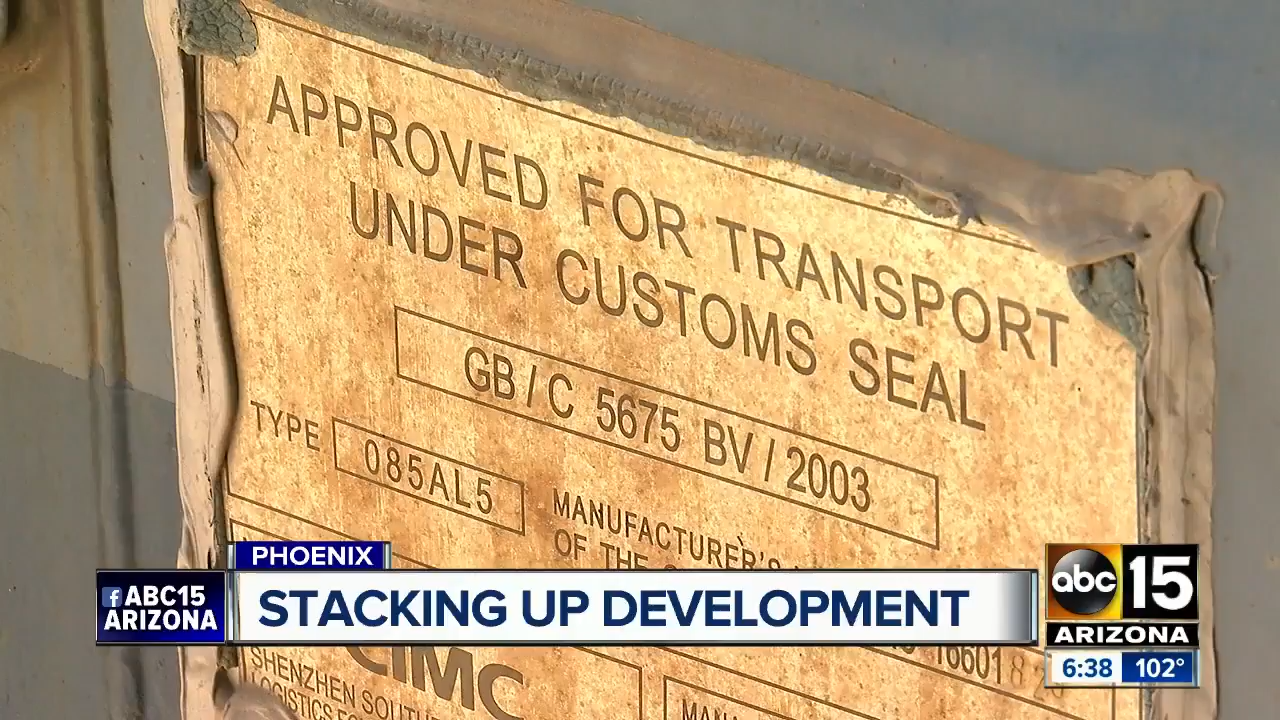 APPROVED FOR TRANSPORT
UNDER CUSTOMS SEAL
GB / C 5675 BV / 2003
TYPE 085AL5
MANUFACTURER'S
OF THE
PHOENIX
f ABC15
ARIZONA
STACKING UP DEVELOPMENT
abc 15
ARIZONA
6:38 102°
CIMC
SHENZHEN
LOGISTICS